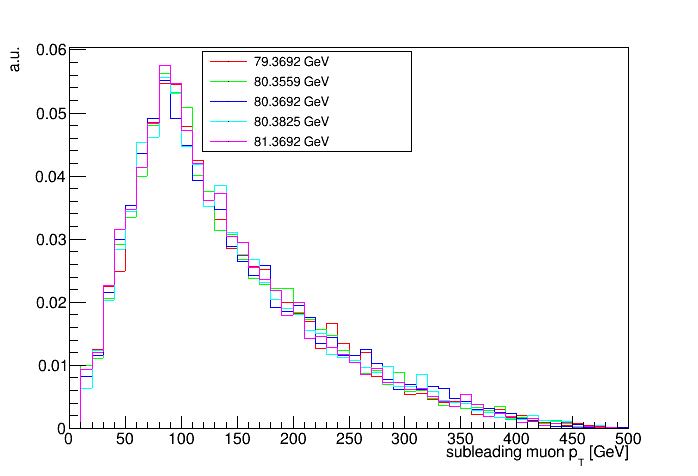 a.u.
0.06
0.05
0.04
0.03
0.02
0.01
0
79.3692 GeV
80.3559 GeV
80.3692 GeV
80.3825 GeV
81.3692 GeV
0 50 100 150 200 250 300 350 400 450 500
subleading muon p_T [GeV]